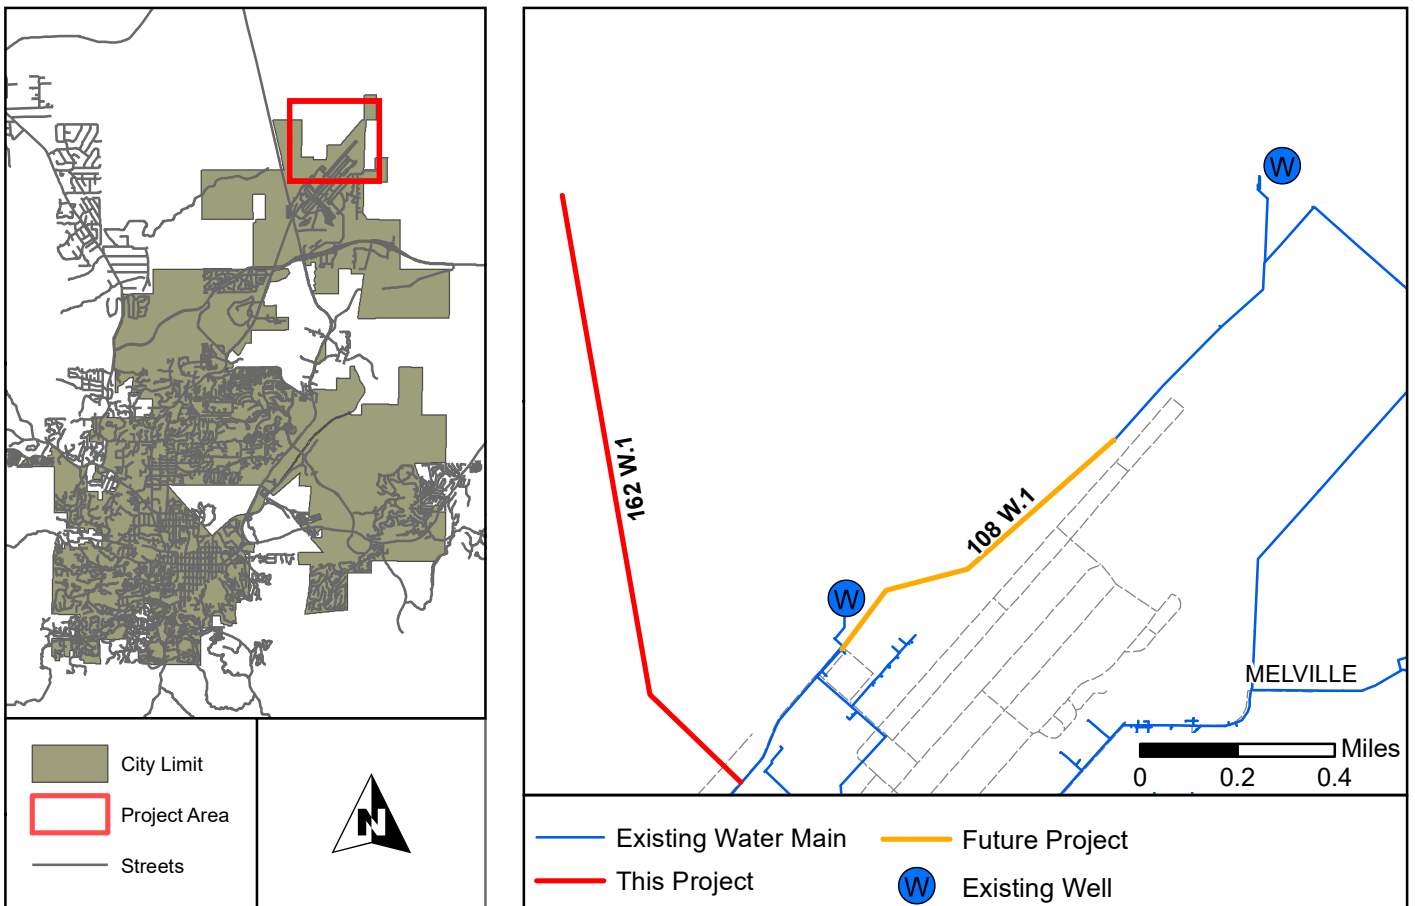 W
162 W.1
108 W.1
W
MELVILLE
Miles
0 0.2 0.4
City Limit
Project Area
Streets
N
Existing Water Main
This Project
Future Project
W Existing Well